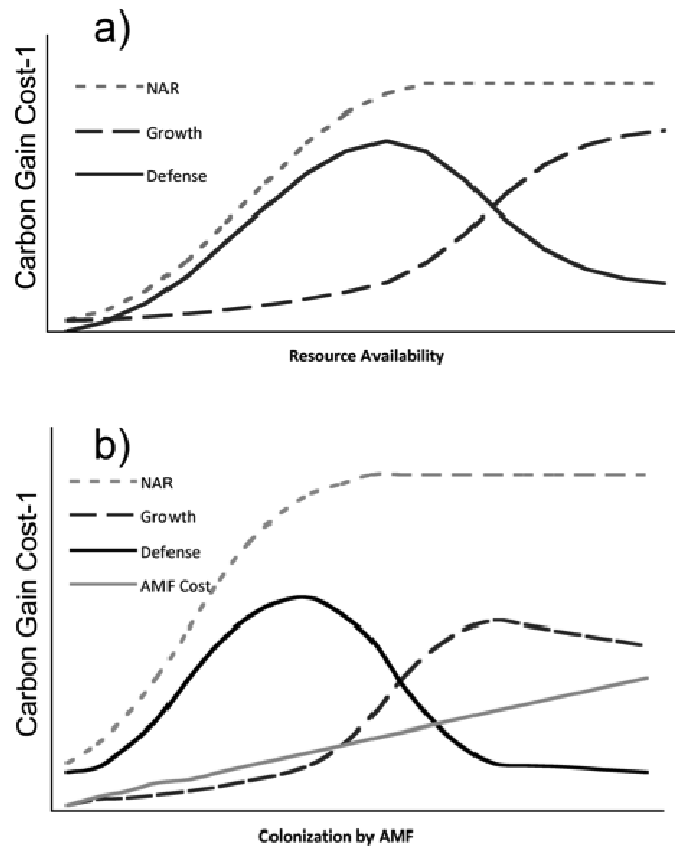 a)
Carbon Gain Cost-1
NAR
Growth
Defense
Resource Availability
b)
Carbon Gain Cost-1
NAR
Growth
Defense
AMF Cost
Colonization by AMF